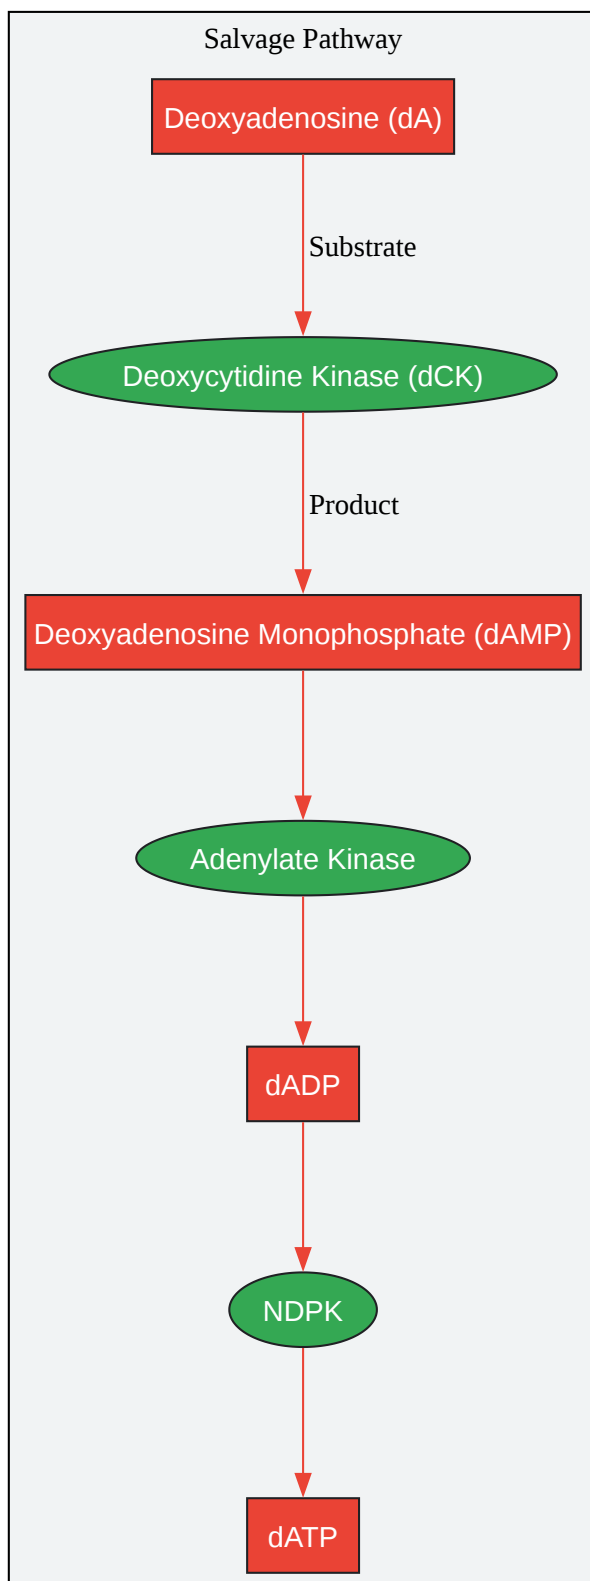 Salvage Pathway
Deoxyadenosine (dA)
Substrate
Deoxycytidine Kinase (dCK)
Product
Deoxyadenosine Monophosphate (dAMP)
Adenylate Kinase
dADP
NDPK
dATP